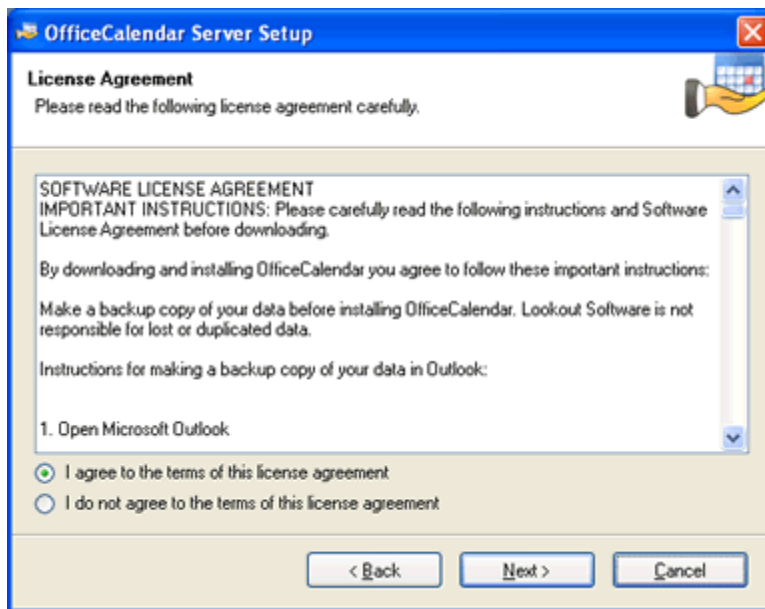 OfficeCalendar Server Setup
License Agreement
Please read the following license agreement carefully.
SOFTWARE LICENSE AGREEMENT
IMPORTANT INSTRUCTIONS: Please carefully read the following instructions and Software
License Agreement before downloading.
By downloading and installing OfficeCalendar you agree to follow these important instructions:
Make a backup copy of your data before installing OfficeCalendar. Lookout Software is not
responsible for lost or duplicated data.
Instructions for making a backup copy of your data in Outlook:
1. Open Microsoft Outlook
I agree to the terms of this license agreement
I do not agree to the terms of this license agreement
< Back Next > Cancel